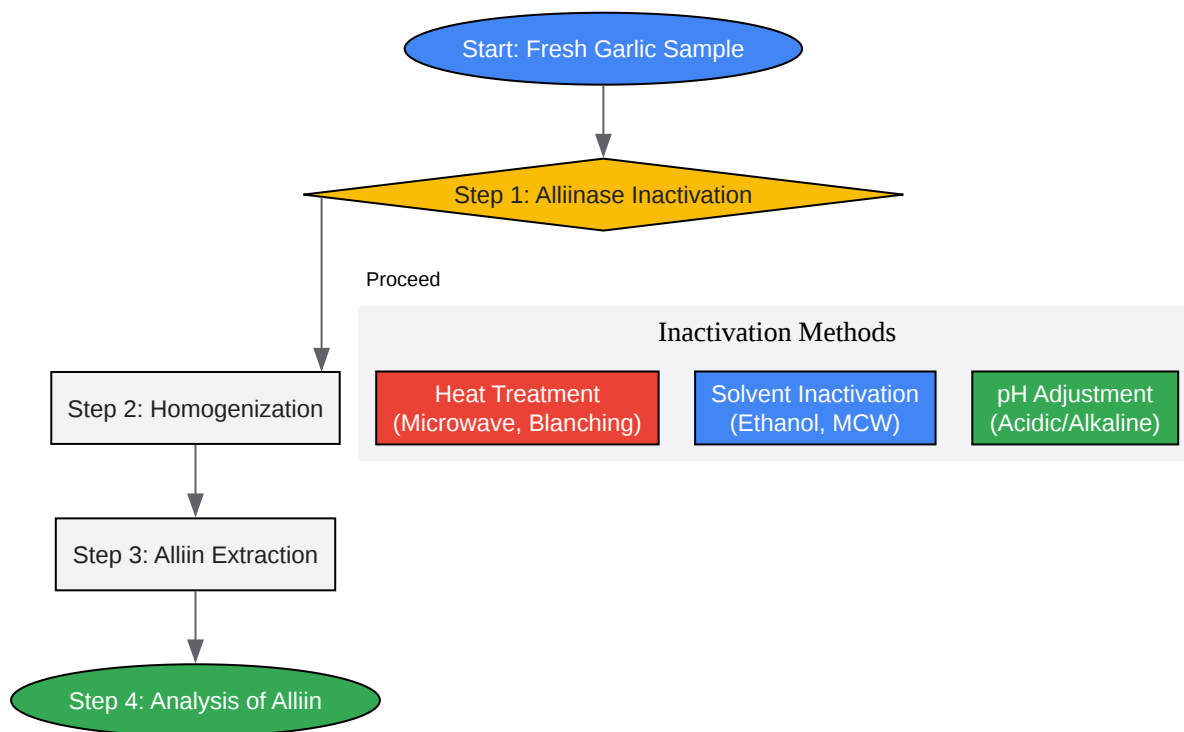 Start: Fresh Garlic Sample
Step 1: Alliinase Inactivation
Proceed
Inactivation Methods
Heat Treatment
(Microwave, Blanching)
Solvent Inactivation
(Ethanol, MCW)
pH Adjustment
(Acidic/Alkaline)
Step 2: Homogenization
Step 3: Alliin Extraction
Step 4: Analysis of Alliin